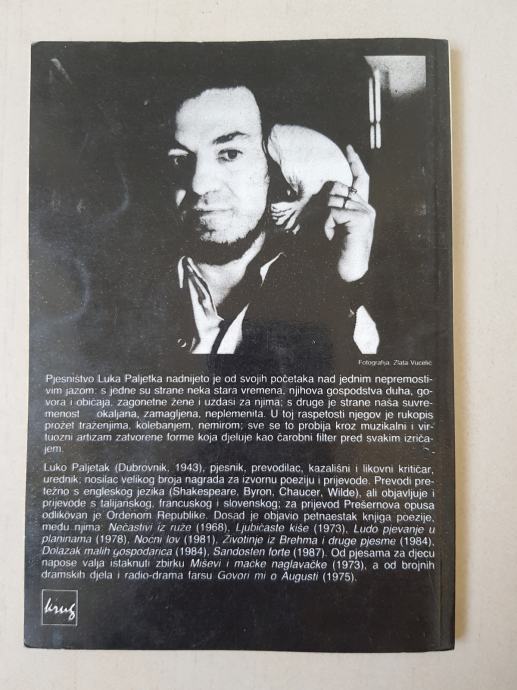 Fotografija: Zlata Vucelić
Pjesništvo Luka Paljetka nadnijeto je od svojih početaka nad jednim nepremosti-
vim jazom: s jedne su strane neka stara vremena, njihova gospodstva duha, go-
vora i običaja, zagonetne žene i uzdasi za njima; s druge je strane naša suvre-
menost okaljana, zamagljena, neplemenita. U toj raspetosti njegov je rukopis
prožet traženjima, kolebanjem, nemirom; sve se to probija kroz muzikalni i vir-
tuozni artizam zatvorene forme koja djeluje kao čarobni filter pred svakim izriča-
jem.
Luko Paljetak (Dubrovnik, 1943), pjesnik, prevodilac, kazališni i likovni kritičar,
urednik; nosilac velikog broja nagrada za izvornu poeziju i prijevode. Prevodi pre-
težno s engleskog jezika (Shakespeare, Byron, Chaucer, Wilde), ali objavljuje i
prijevode s talijanskog, francuskog i slovenskog; za prijevod Prešernova opusa
odlikovan je Ordenom Republike. Dosad je objavio petnaestak knjiga poezije,
među njima: Nečastivi iz ruže (1968), Ljubičaste kiše (1973), Ludo pjevanje u
planinama (1978), Noćni lov (1981), Životinje iz Brehma i druge pjesme (1984),
Dolazak malih gospodarica (1984), Sandosten forte (1987). Od pjesama za djecu
napose valja istaknuti zbirku Miševi i mačke naglavačke (1973), a od brojnih
dramskih djela i radio-drama farsu Govori mi o Augusti (1975).
krug